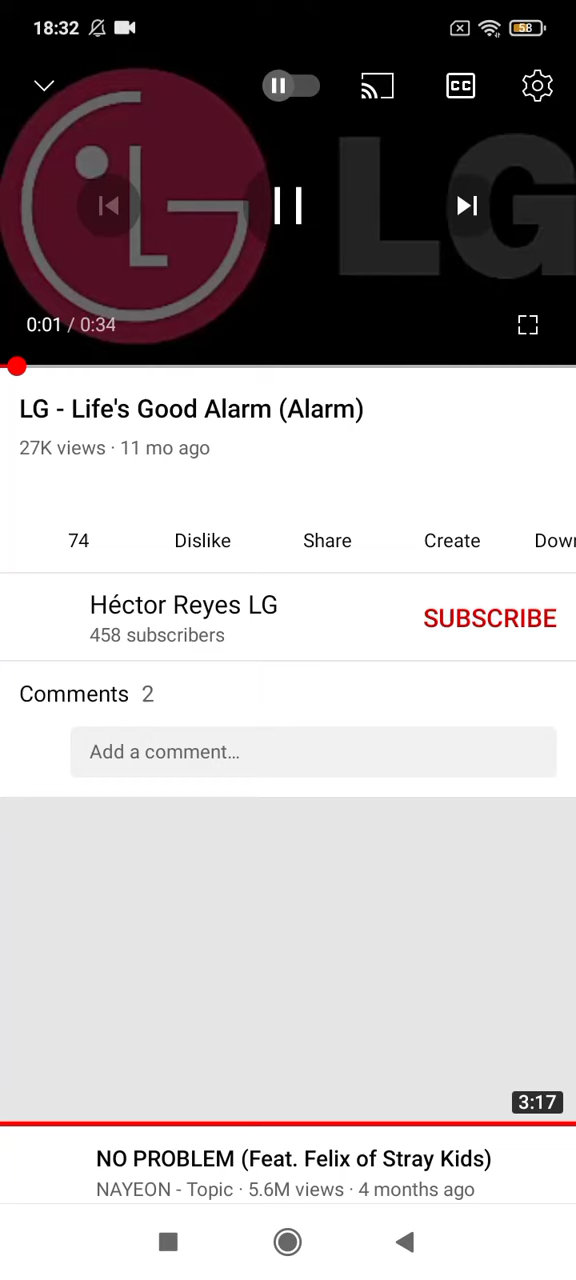 18:32
58
CC
LG
0:01 / 0:34
LG - Life's Good Alarm (Alarm)
27K views · 11 mo ago
74 Dislike Share Create Dow
Héctor Reyes LG
458 subscribers
SUBSCRIBE
Comments 2
Add a comment...
3:17
NO PROBLEM (Feat. Felix of Stray Kids)
NAYEON - Topic · 5.6M views · 4 months ago